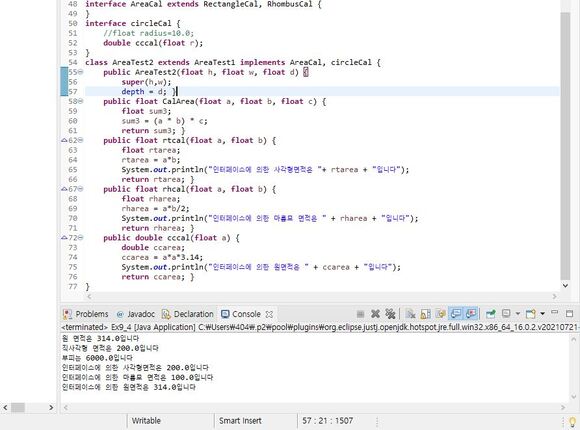 48 interface AreaCal extends RectangleCal, RhombusCal {
49 }
50 interface circleCal {
51 //float radius=10.0;
52 double cccal(float r);
53 }
54 class AreaTest2 extends AreaTest1 implements AreaCal, circleCal {
55 public AreaTest2(float h, float w, float d) {
56 super(h,w);
57 depth = d; }
58 public float CalArea(float a, float b, float c) {
59 float sum3;
60 sum3 = (a * b) * c;
61 return sum3; }
62 public float rtcal(float a, float b) {
63 float rtarea;
64 rtarea = a*b;
65 System.out.println("인터페이스에 의한 사각형면적은 "+ rtarea + "입니다");
66 return rtarea; }
67 public float rhcal(float a, float b) {
68 float rharea;
69 rharea = a*b/2;
70 System.out.println("인터페이스에 의한 마름모 면적은 " + rharea + "입니다");
71 return rharea; }
72 public double cccal(float a) {
73 double ccarea;
74 ccarea = a*a*3.14;
75 System.out.println("인터페이스에 의한 원면적은 " + ccarea + "입니다");
76 return ccarea; }
77 }
Problems Javadoc Declaration Console
<terminated> Ex9_4 [Java Application] C:₩Users₩404₩.p2₩pool₩plugins₩org.eclipse.justj.openjdk.hotspot.jre.full.win32.x86_64_16.0.2.v20210721-
원 면적은 314.0입니다
직사각형 면적은 200.0입니다
부피는 6000.0입니다
인터페이스에 의한 사각형면적은 200.0입니다
인터페이스에 의한 마름모 면적은 100.0입니다
인터페이스에 의한 원면적은 314.0입니다
Writable Smart Insert 57 : 21 : 1507